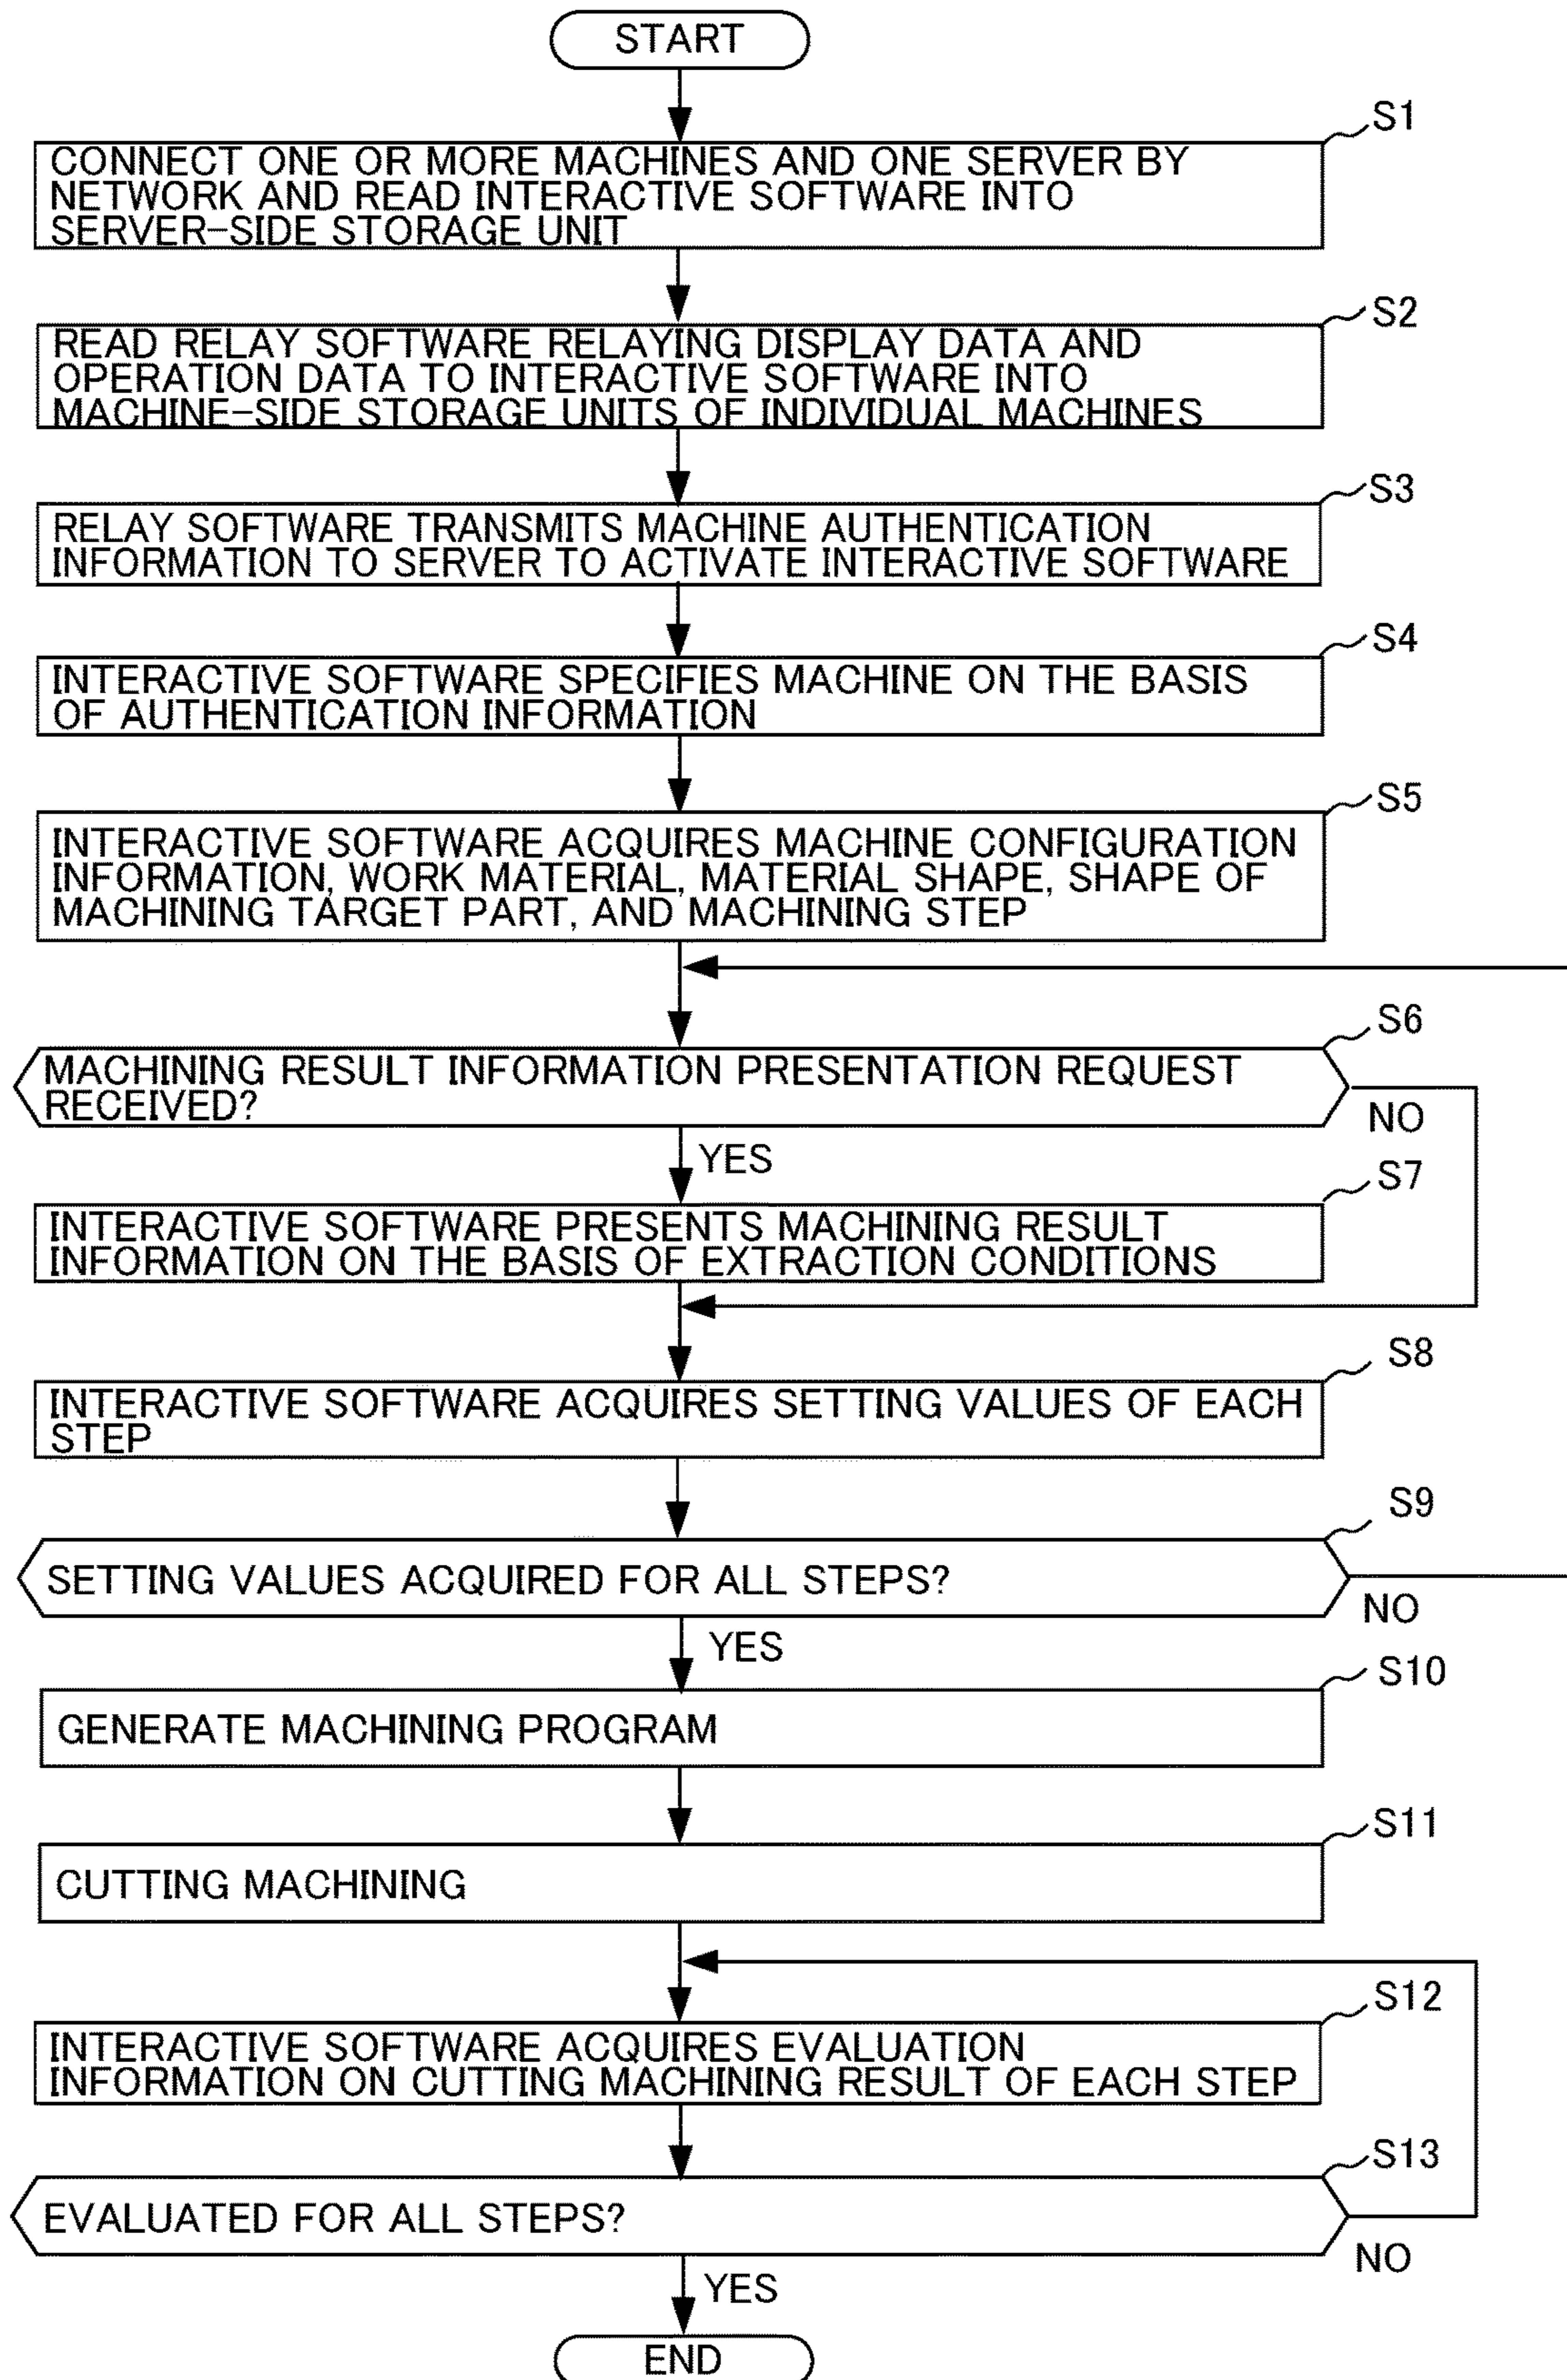 START
S1
CONNECT ONE OR MORE MACHINES AND ONE SERVER BY
NETWORK AND READ INTERACTIVE SOFTWARE INTO
SERVER-SIDE STORAGE UNIT
S2
READ RELAY SOFTWARE RELAYING DISPLAY DATA AND
OPERATION DATA TO INTERACTIVE SOFTWARE INTO
MACHINE-SIDE STORAGE UNITS OF INDIVIDUAL MACHINES
S3
RELAY SOFTWARE TRANSMITS MACHINE AUTHENTICATION
INFORMATION TO SERVER TO ACTIVATE INTERACTIVE SOFTWARE
S4
INTERACTIVE SOFTWARE SPECIFIES MACHINE ON THE BASIS
OF AUTHENTICATION INFORMATION
S5
INTERACTIVE SOFTWARE ACQUIRES MACHINE CONFIGURATION
INFORMATION, WORK MATERIAL, MATERIAL SHAPE, SHAPE OF
MACHINING TARGET PART, AND MACHINING STEP
S6
MACHINING RESULT INFORMATION PRESENTATION REQUEST
RECEIVED?
NO
YES
S7
INTERACTIVE SOFTWARE PRESENTS MACHINING RESULT
INFORMATION ON THE BASIS OF EXTRACTION CONDITIONS
S8
INTERACTIVE SOFTWARE ACQUIRES SETTING VALUES OF EACH
STEP
S9
SETTING VALUES ACQUIRED FOR ALL STEPS?
NO
YES
S10
GENERATE MACHINING PROGRAM
S11
CUTTING MACHINING
S12
INTERACTIVE SOFTWARE ACQUIRES EVALUATION
INFORMATION ON CUTTING MACHINING RESULT OF EACH STEP
S13
EVALUATED FOR ALL STEPS?
NO
YES
END